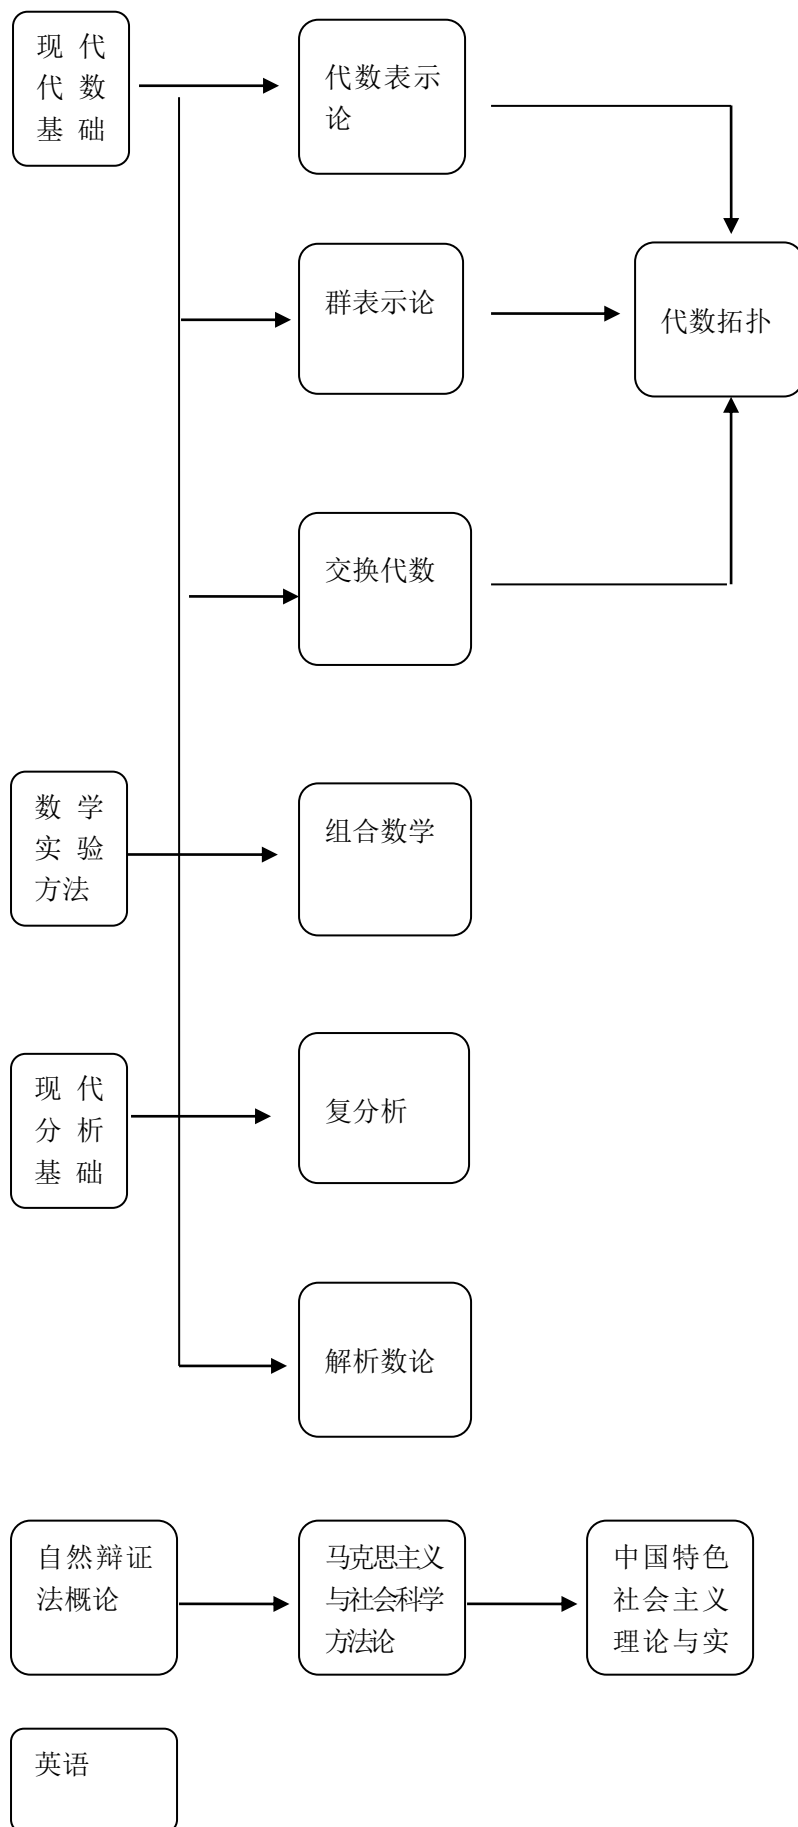 现代
代数
基础
代数表示
论
群表示论
代数拓扑
交换代数
数学
实验
方法
组合数学
现代
分析
基础
复分析
解析数论
自然辩证
法概论
马克思主义
与社会科学
方法论
中国特色
社会主义
理论与实
英语